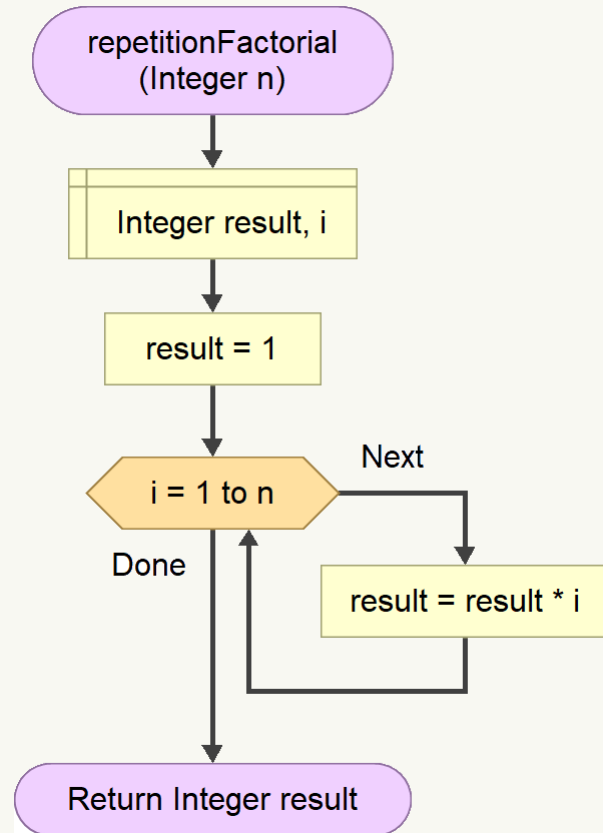 repetitionFactorial
(Integer n)
Integer result, i
result = 1
i = 1 to n
Next
Done
result = result * i
Return Integer result